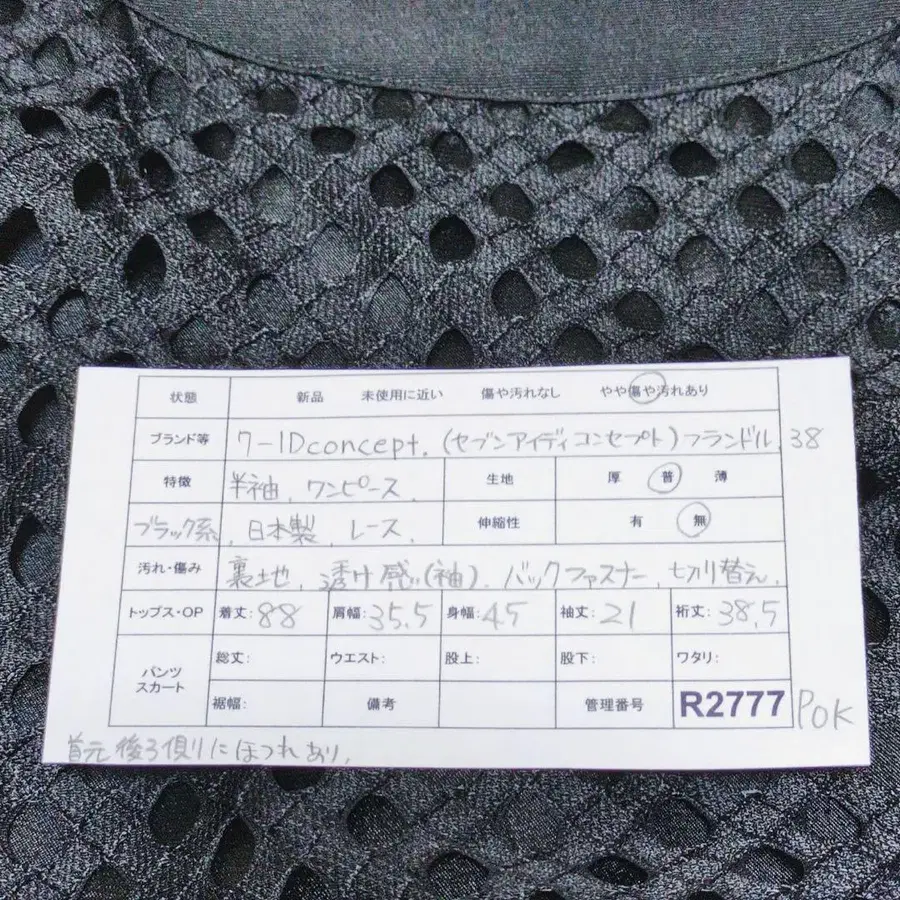 状態 新品 未使用に近い 傷や汚れなし やや傷や汚れあり
ブランド等 7-IDconcept. (セブンアイディコンセプト) フランドル. 38
特徴 半袖. ワンピース. 生地 厚 普 薄
ブラック系. 日本製. レース. 伸縮性 有 無
汚れ・傷み 裏地. 透け感(袖). バックファスナー. 切り替え.
トップス・OP 着丈:88 肩幅:35.5 身幅:45 袖丈:21 裄丈:38.5
パンツ スカート 総丈: ウエスト: 股上: 股下: ワタリ:
裾幅: 備考 管理番号 R2777 POK
首元後ろ側りにほつれあり.